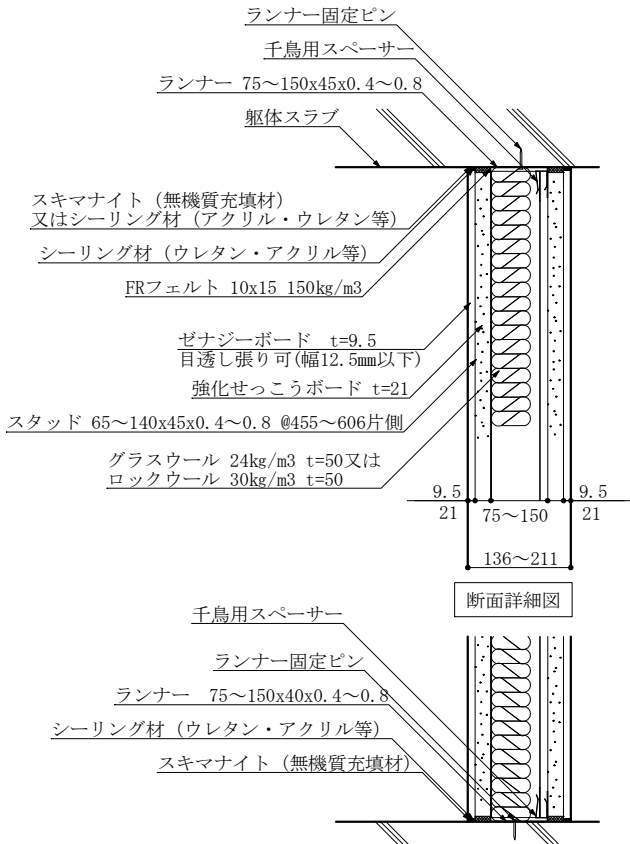 ランナー固定ピン
千鳥用スペーサー
ランナー 75～150x45x0.4～0.8
躯体スラブ
スキマナイト（無機質充填材）
又はシーリング材（アクリル・ウレタン等）
シーリング材（ウレタン・アクリル等）
FRフェルト 10x15 150kg/m3
ゼナジーボード t=9.5
目透し張り可(幅12.5mm以下)
強化せっこうボード t=21
スタッド 65～140x45x0.4～0.8 @455～606片側
グラスウール 24kg/m3 t=50又は
ロックウール 30kg/m3 t=50
9.5 9.5
21 75～150 21
136～211
断面詳細図
千鳥用スペーサー
ランナー固定ピン
ランナー 75～150x40x0.4～0.8
シーリング材（ウレタン・アクリル等）
スキマナイト（無機質充填材）